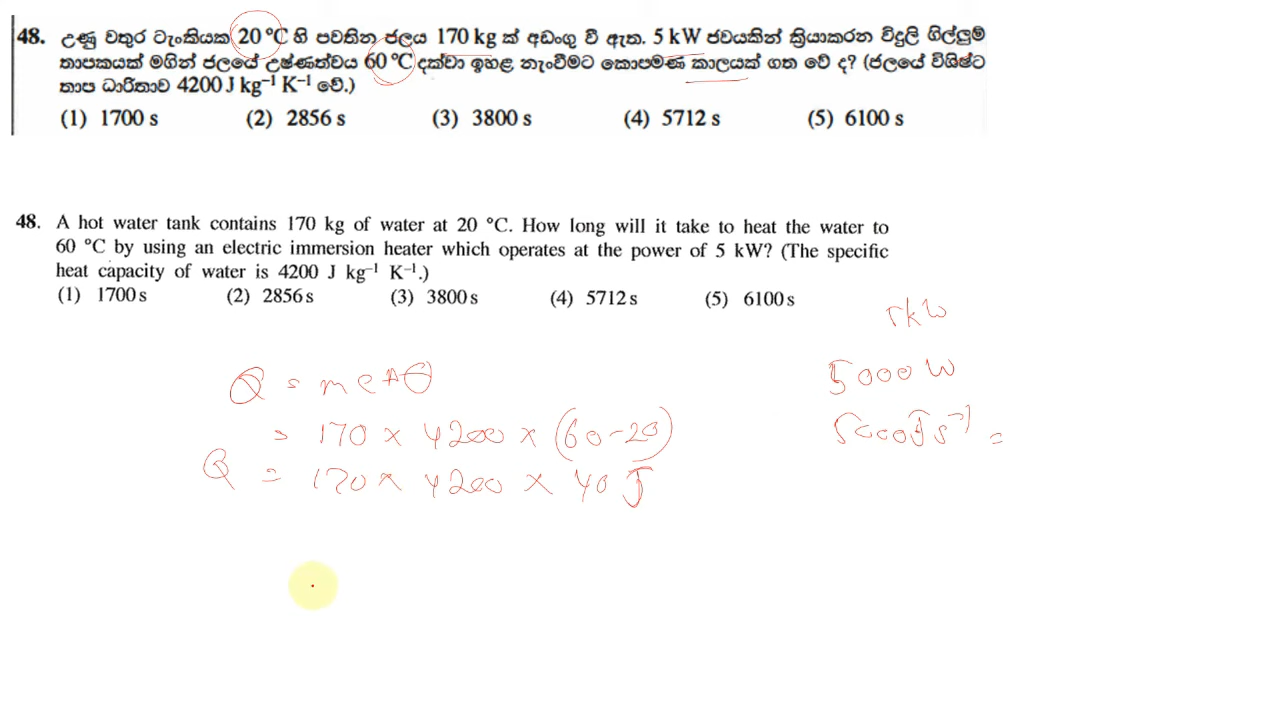 48. උණු වතුර ටැංකියක 20 °C හි පවතින ජලය 170 kg ක් අඩංගු වී ඇත. 5 kW ජවයකින් ක්‍රියාකරන විදුලි ගිල්ලුම්
තාපකයක් මගින් ජලයේ උෂ්ණත්වය 60 °C දක්වා ඉහළ නැංවීමට කොපමණ කාලයක් ගත වේ ද? (ජලයේ විශිෂ්ට
තාප ධාරිතාව 4200 J kg⁻¹ K⁻¹ වේ.)
(1) 1700 s (2) 2856 s (3) 3800 s (4) 5712 s (5) 6100 s
48. A hot water tank contains 170 kg of water at 20 °C. How long will it take to heat the water to
60 °C by using an electric immersion heater which operates at the power of 5 kW? (The specific
heat capacity of water is 4200 J kg⁻¹ K⁻¹.)
(1) 1700 s (2) 2856 s (3) 3800 s (4) 5712 s (5) 6100 s
5kW
Q = mcΔθ
5000W
= 170 × 4200 × (60-20)
5000Js⁻¹ =
Q = 170 × 4200 × 40 J